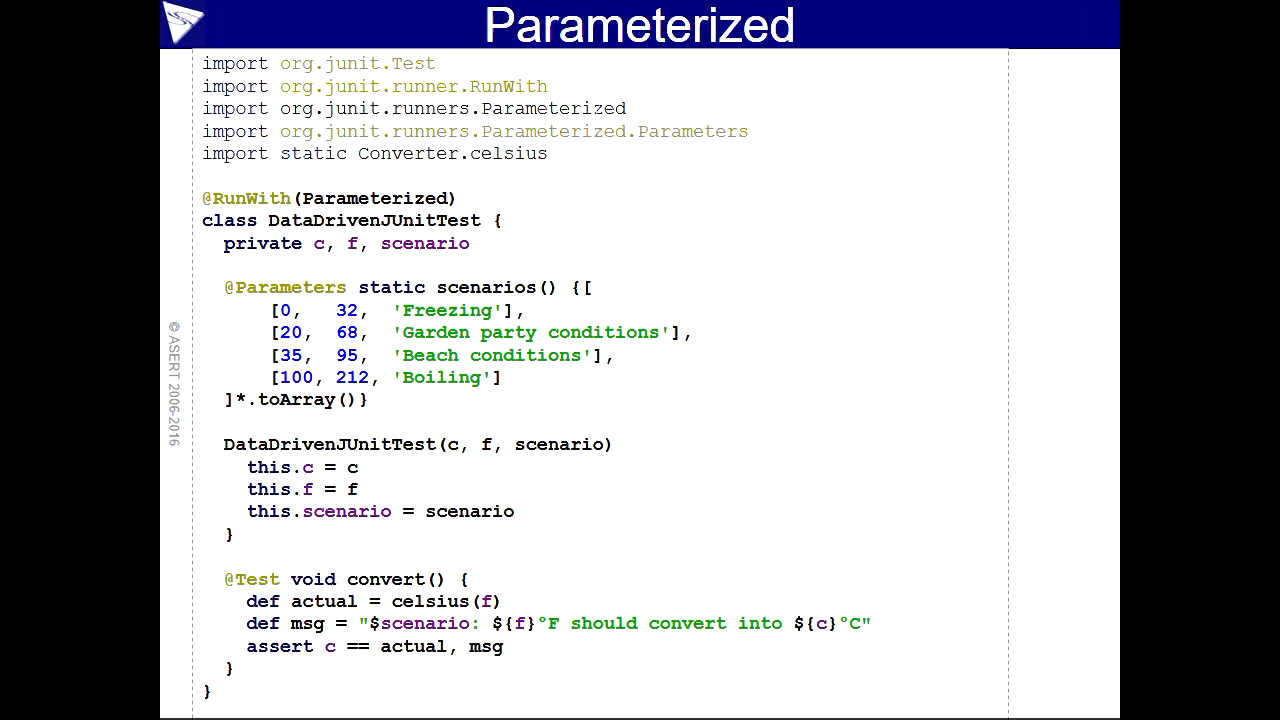 Parameterized
import org.junit.Test
import org.junit.runner.RunWith
import org.junit.runners.Parameterized
import org.junit.runners.Parameterized.Parameters
import static Converter.celsius
@RunWith(Parameterized)
class DataDrivenJUnitTest {
  private c, f, scenario
  @Parameters static scenarios() {[
      [0,   32,  'Freezing'],
      [20,  68,  'Garden party conditions'],
      [35,  95,  'Beach conditions'],
      [100, 212, 'Boiling']
  ]*.toArray()}
  DataDrivenJUnitTest(c, f, scenario)
    this.c = c
    this.f = f
    this.scenario = scenario
  }
  @Test void convert() {
    def actual = celsius(f)
    def msg = "$scenario: ${f}°F should convert into ${c}°C"
    assert c == actual, msg
  }
}
© ASERT 2006-2016